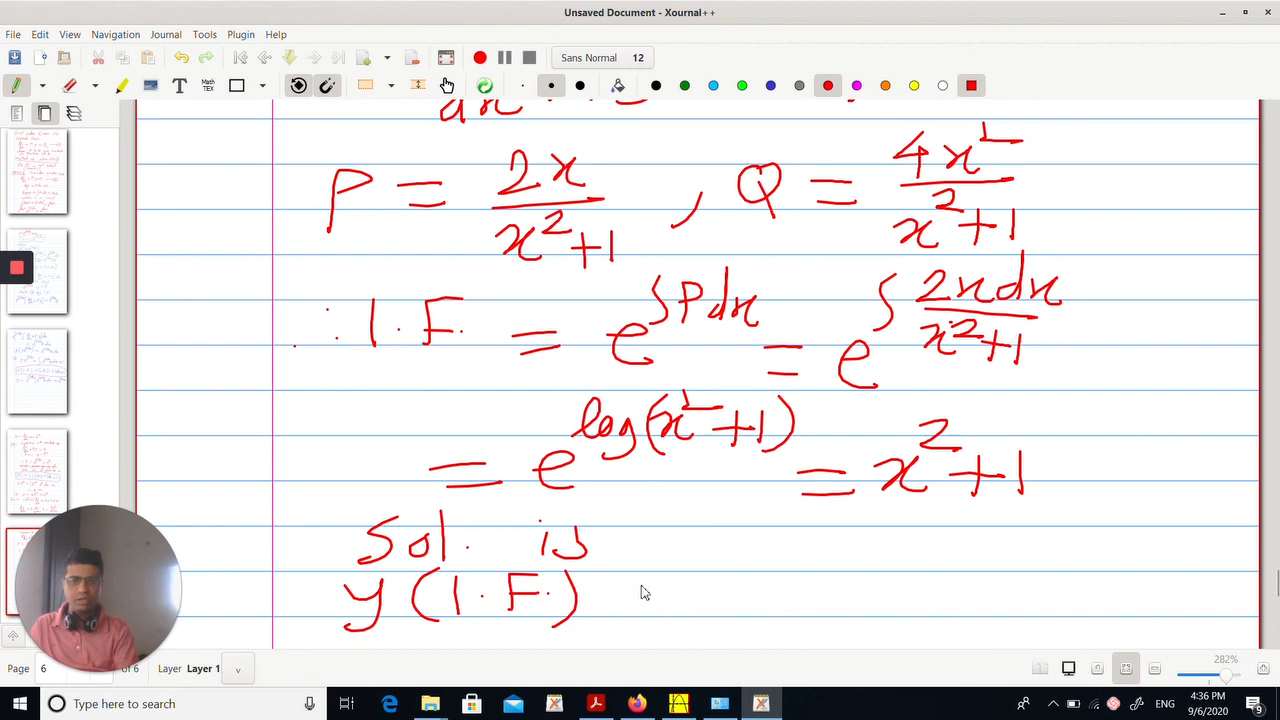 Unsaved Document - Xournal++
File Edit View Navigation Journal Tools Plugin Help
Sans Normal 12
P = 2x/(x²+1) , Q = 4x²/(x²+1)
∴ I.F. = e^∫Pdx = e^∫2xdx/(x²+1)
= e^log(x²+1) = x²+1
Sol. is
y (I.F.)
Page 6 of 6 Layer Layer 1
282%
Type here to search
ENG
4:36 PM
9/6/2020